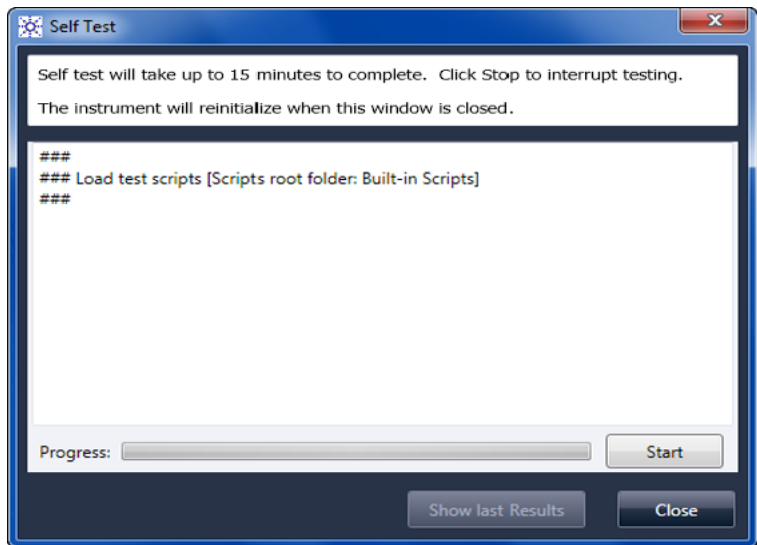 Self Test
Self test will take up to 15 minutes to complete. Click Stop to interrupt testing.
The instrument will reinitialize when this window is closed.
###
### Load test scripts [Scripts root folder: Built-in Scripts]
###
Progress:
Start
Show last Results
Close